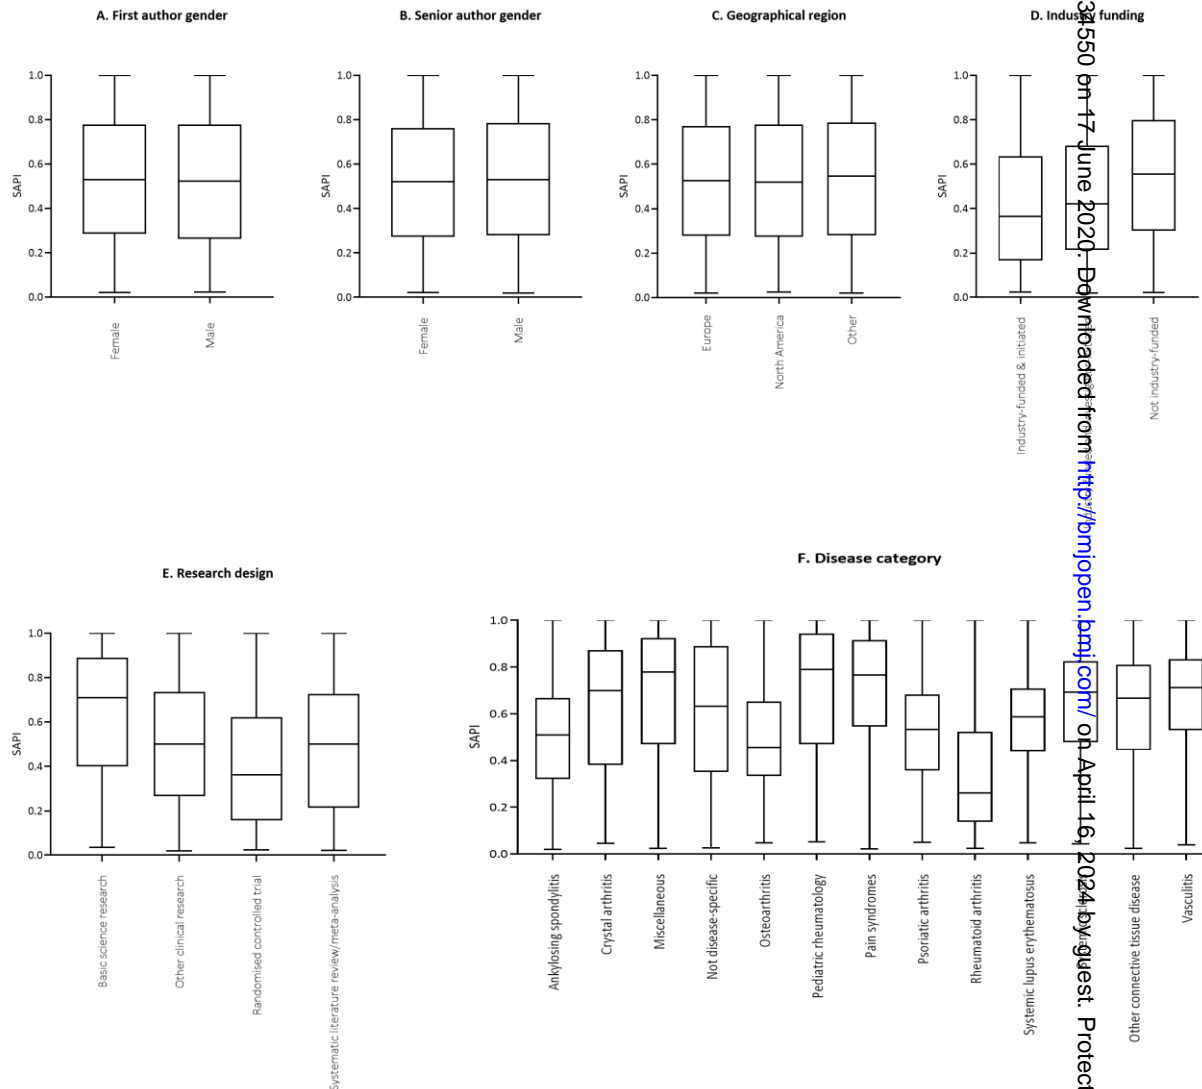 A. First author gender
B. Senior author gender
C. Geographical region
D. Industry funding
1.0
0.8
0.6
0.4
0.2
0.0
SAPI
Female
Male
1.0
0.8
0.6
0.4
0.2
0.0
SAPI
Female
Male
1.0
0.8
0.6
0.4
0.2
0.0
SAPI
Europe
North America
Other
1.0
0.8
0.6
0.4
0.2
0.0
SAPI
Industry-funded & initiated
Not industry-funded
E. Research design
1.0
0.8
0.6
0.4
0.2
0.0
SAPI
Basic science research
Other clinical research
Randomised controlled trial
Systematic literature review/meta-analysis
F. Disease category
1.0
0.8
0.6
0.4
0.2
0.0
SAPI
Ankylosing spondylitis
Crystal arthritis
Miscellaneous
Not disease-specific
Osteoarthritis
Pediatric rheumatology
Pain syndromes
Psoriatic arthritis
Rheumatoid arthritis
Systemic lupus erythematosus
Other connective tissue disease
Vasculitis
34550 on 17 June 2020. Downloaded from http://bmjopen.bmj.com/ on April 16, 2024 by guest. Protect